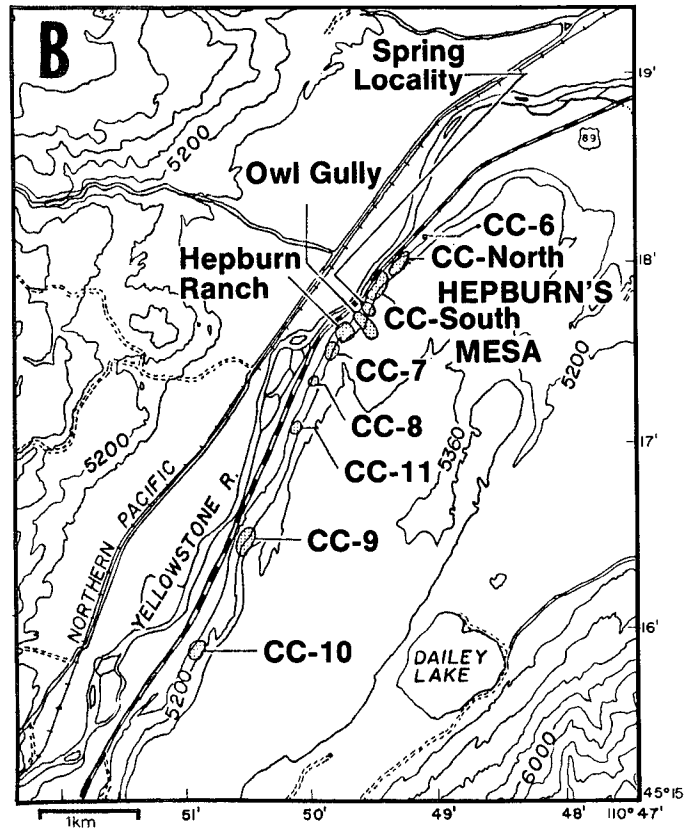 B
Spring
Locality
19'
5200
89
Owl Gully
CC-6
CC-North
18'
Hepburn
Ranch
HEPBURN'S
CC-South
MESA
CC-7
5200
CC-8
5200
5360
17'
CC-11
NORTHERN PACIFIC
YELLOWSTONE R.
CC-9
16'
CC-10
DAILEY
LAKE
5200
6000
45°15
1km
51'
50'
49'
48'
110°47'